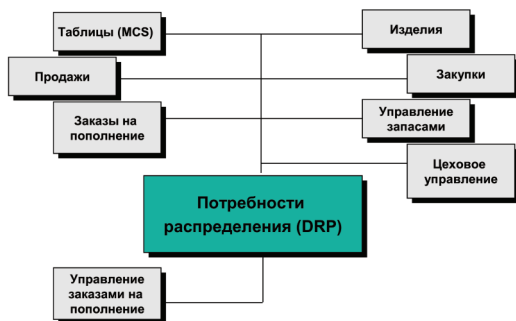 Таблицы (MCS)
Изделия
Продажи
Закупки
Заказы на
пополнение
Управление
запасами
Цеховое
управление
Потребности
распределения (DRP)
Управление
заказами на
пополнение